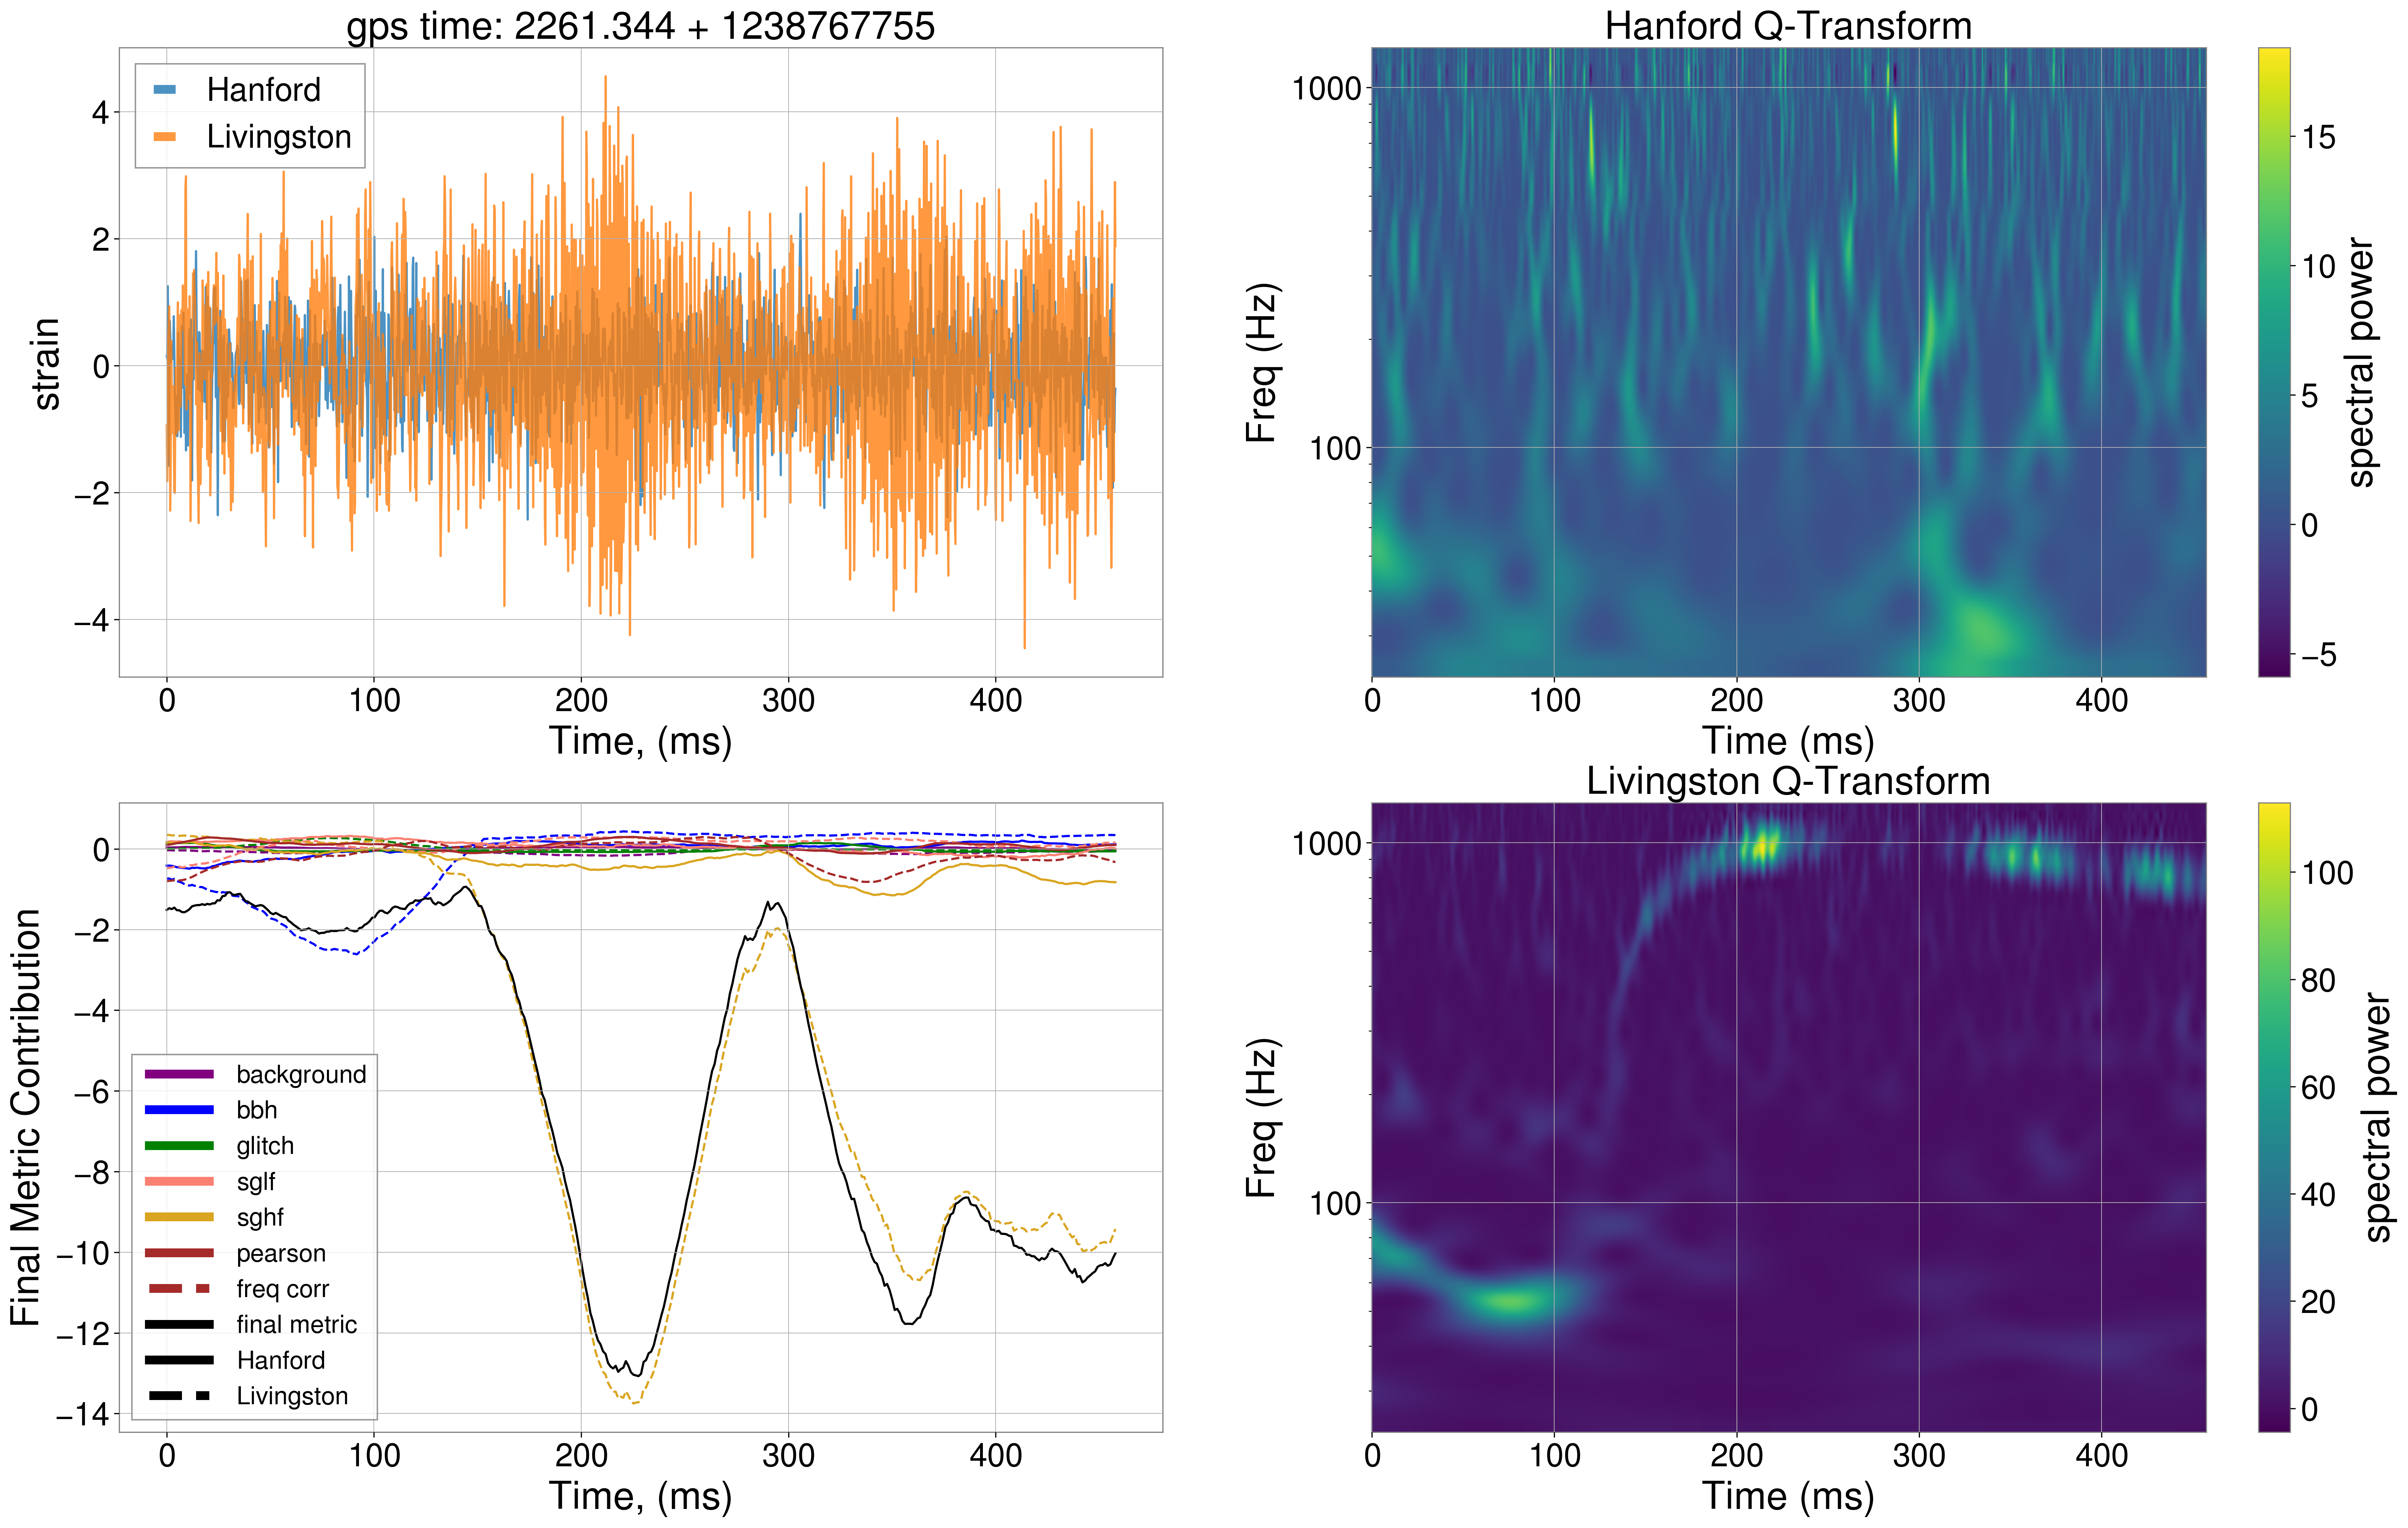 gps time: 2261.344 + 1238767755
Hanford
Livingston
4
2
0
−2
−4
strain
0
100
200
300
400
Time, (ms)
Hanford Q-Transform
1000
100
Freq (Hz)
0
100
200
300
400
Time (ms)
15
10
5
0
−5
spectral power
0
−2
−4
−6
−8
−10
−12
−14
Final Metric Contribution
background
bbh
glitch
sglf
sghf
pearson
freq corr
final metric
Hanford
Livingston
0
100
200
300
400
Time, (ms)
Livingston Q-Transform
1000
100
Freq (Hz)
0
100
200
300
400
Time (ms)
100
80
60
40
20
0
spectral power